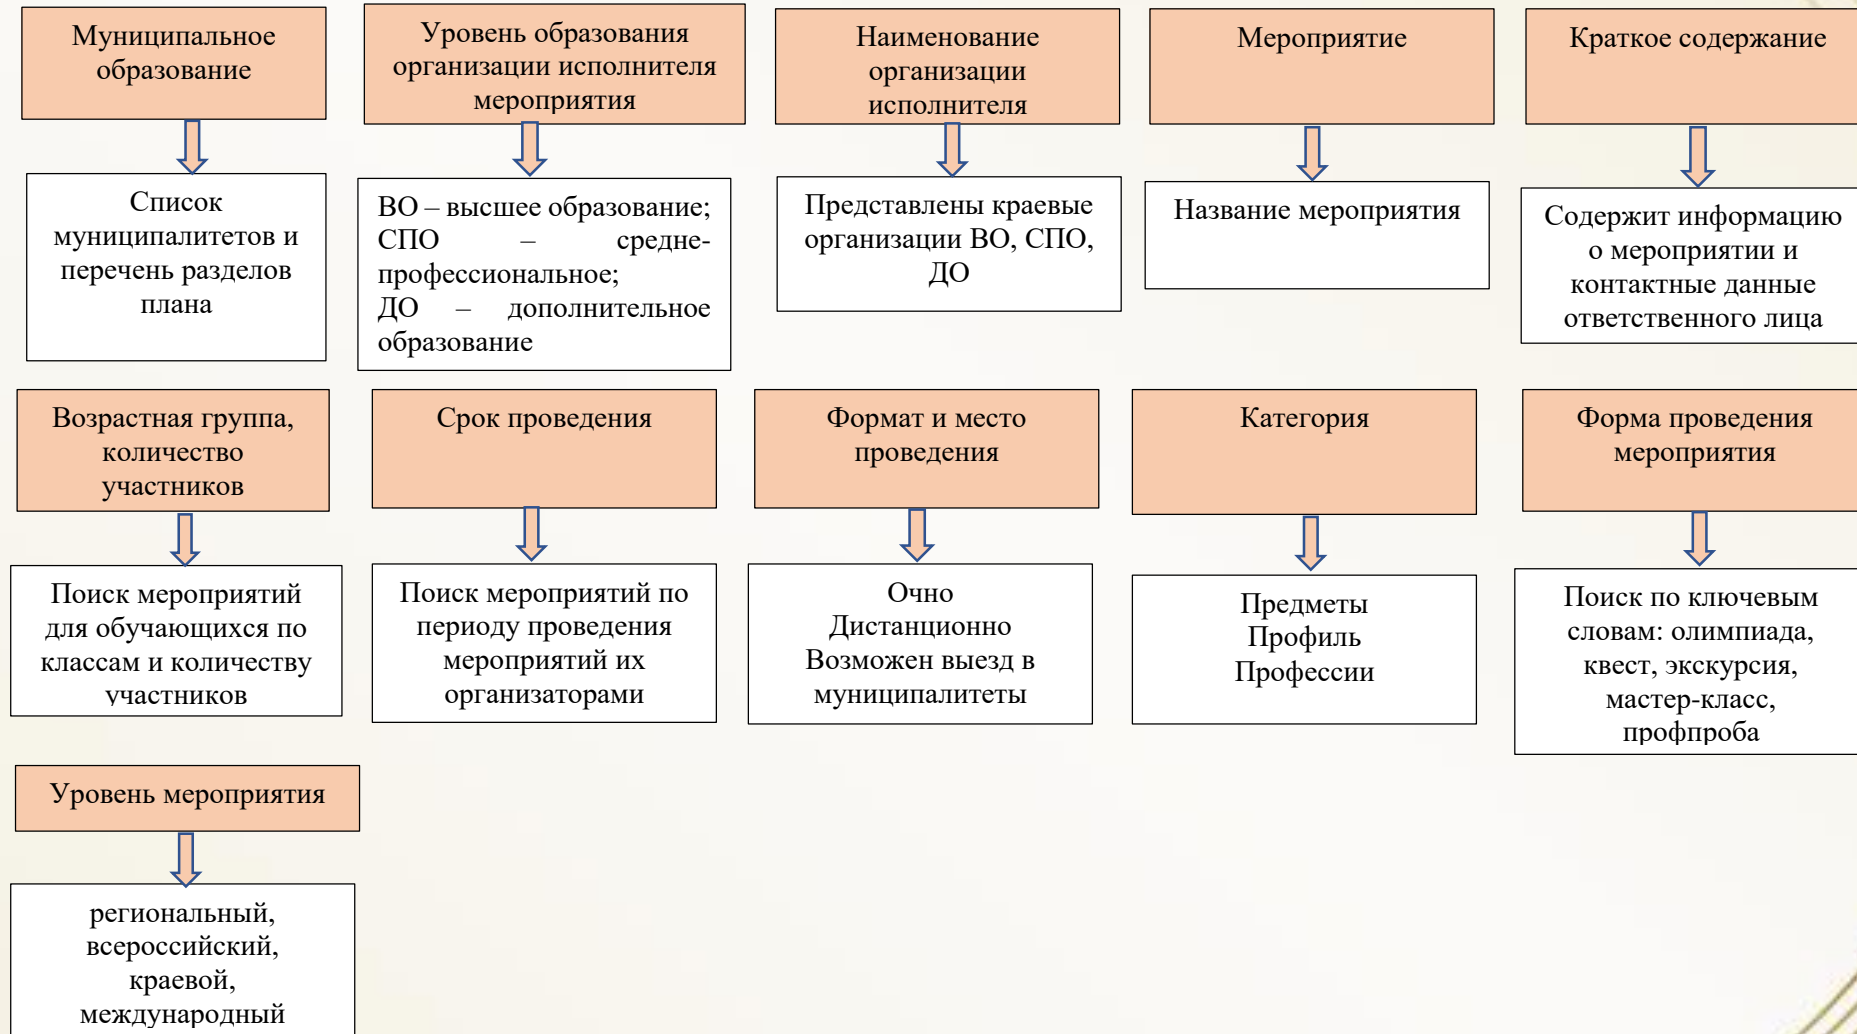 Муниципальное
образование
Уровень образования
организации исполнителя
мероприятия
Наименование
организации
исполнителя
Мероприятие
Краткое содержание
Список
муниципалитетов и
перечень разделов
плана
ВО – высшее образование;
СПО – средне-
профессиональное;
ДО – дополнительное
образование
Представлены краевые
организации ВО, СПО,
ДО
Название мероприятия
Содержит информацию
о мероприятии и
контактные данные
ответственного лица
Возрастная группа,
количество
участников
Срок проведения
Формат и место
проведения
Категория
Форма проведения
мероприятия
Поиск мероприятий
для обучающихся по
классам и количеству
участников
Поиск мероприятий по
периоду проведения
мероприятий их
организаторами
Очно
Дистанционно
Возможен выезд в
муниципалитеты
Предметы
Профиль
Профессии
Поиск по ключевым
словам: олимпиада,
квест, экскурсия,
мастер-класс,
профпроба
Уровень мероприятия
региональный,
всероссийский,
краевой,
международный